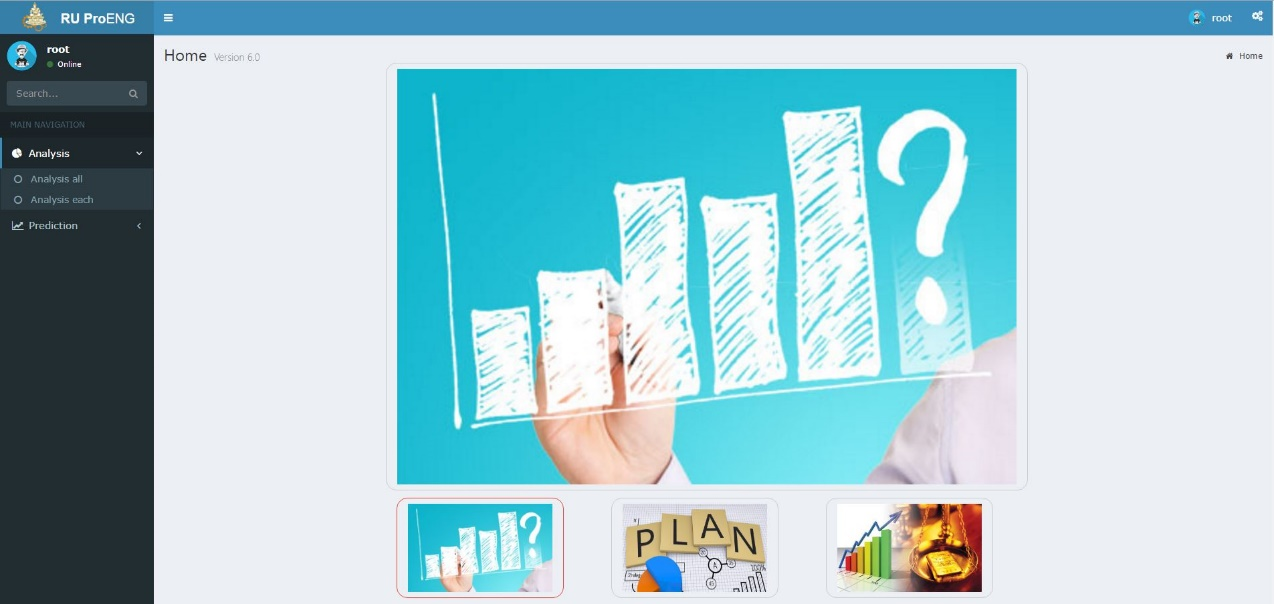 RU ProENG
root
root
Online
Search...
MAIN NAVIGATION
Analysis
Analysis all
Analysis each
Prediction
Home Version 6.0
Home
?
?
PLAN
A
100%